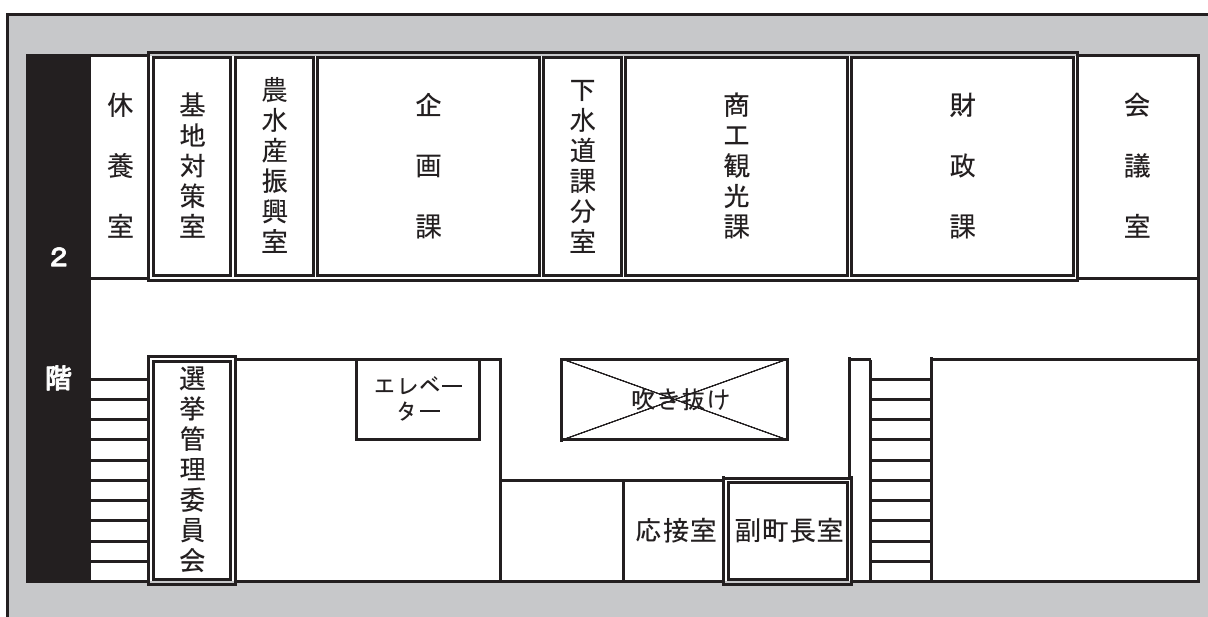 2階
休養室
基地対策室
農水産振興室
企画課
下水道課分室
商工観光課
財政課
会議室
選挙管理委員会
エレベー
ター
吹き抜け
応接室
副町長室